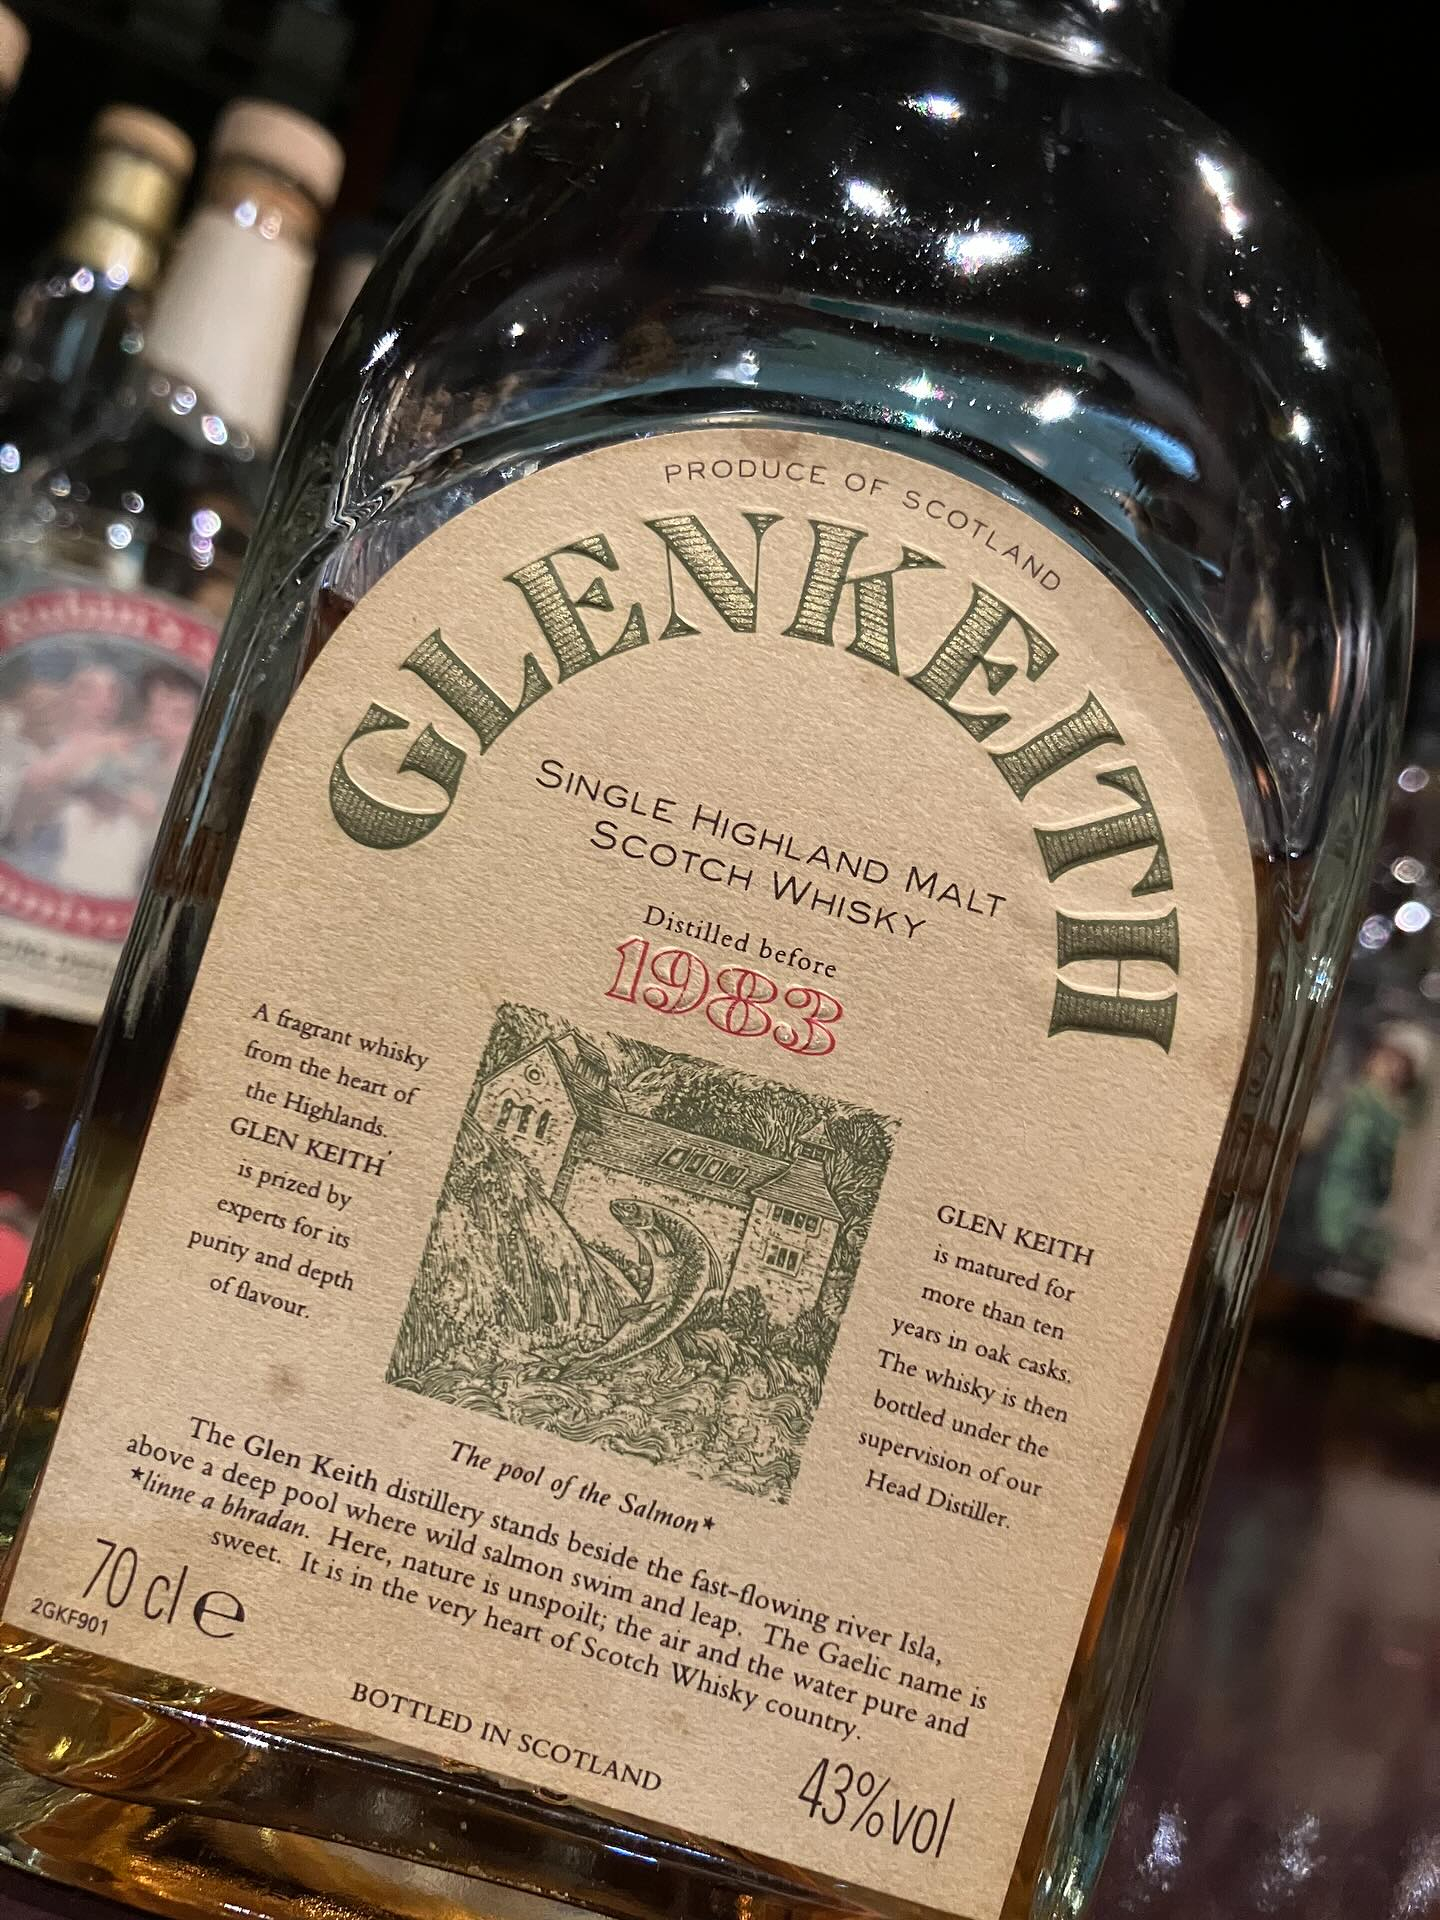 PRODUCE OF SCOTLAND
GLEN KEITH
SINGLE HIGHLAND MALT
SCOTCH WHISKY
Distilled before
1983
A fragrant whisky
from the heart of
the Highlands.
GLEN KEITH'
is prized by
experts for its
purity and depth
of flavour.
GLEN KEITH
is matured for
more than ten
years in oak casks.
The whisky is then
bottled under the
supervision of our
Head Distiller.
The pool of the Salmon*
The Glen Keith distillery stands beside the fast-flowing river Isla,
above a deep pool where wild salmon swim and leap. The Gaelic name is
*linne a bhradan. Here, nature is unspoilt; the air and the water pure and
sweet. It is in the very heart of Scotch Whisky country.
70 cl e
2GKF901
BOTTLED IN SCOTLAND
43%vol